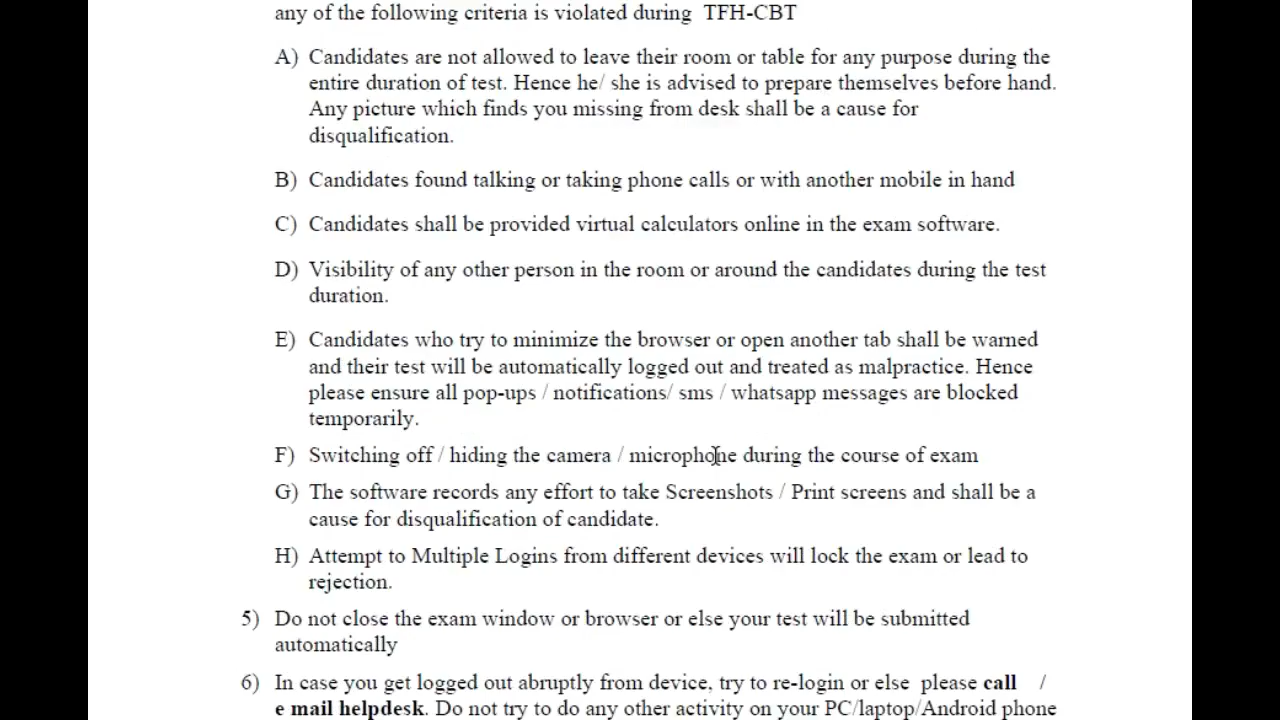 any of the following criteria is violated during TFH-CBT
A) Candidates are not allowed to leave their room or table for any purpose during the
entire duration of test. Hence he/ she is advised to prepare themselves before hand.
Any picture which finds you missing from desk shall be a cause for
disqualification.
B) Candidates found talking or taking phone calls or with another mobile in hand
C) Candidates shall be provided virtual calculators online in the exam software.
D) Visibility of any other person in the room or around the candidates during the test
duration.
E) Candidates who try to minimize the browser or open another tab shall be warned
and their test will be automatically logged out and treated as malpractice. Hence
please ensure all pop-ups / notifications/ sms / whatsapp messages are blocked
temporarily.
F) Switching off / hiding the camera / microphone during the course of exam
G) The software records any effort to take Screenshots / Print screens and shall be a
cause for disqualification of candidate.
H) Attempt to Multiple Logins from different devices will lock the exam or lead to
rejection.
5) Do not close the exam window or browser or else your test will be submitted
automatically
6) In case you get logged out abruptly from device, try to re-login or else please call /
e mail helpdesk. Do not try to do any other activity on your PC/laptop/Android phone